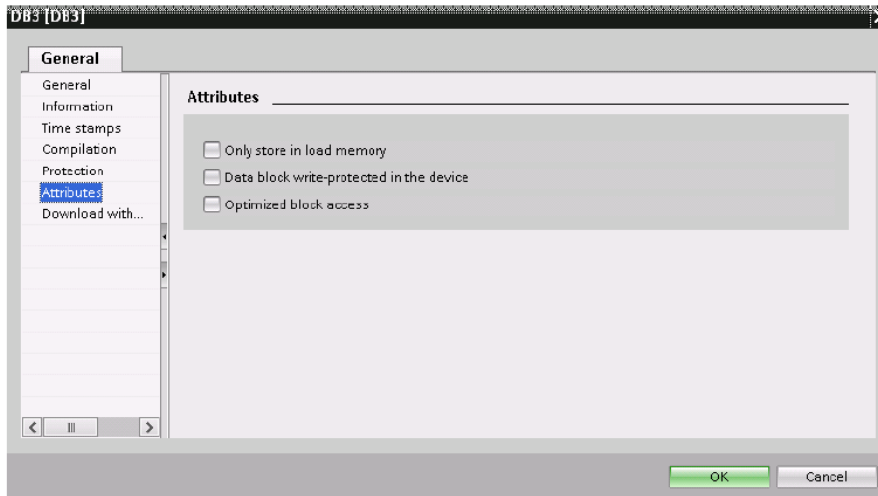 DB3 [DB3]
General
General
Information
Time stamps
Compilation
Protection
Attributes
Download with...
Attributes
Only store in load memory
Data block write-protected in the device
Optimized block access
OK
Cancel